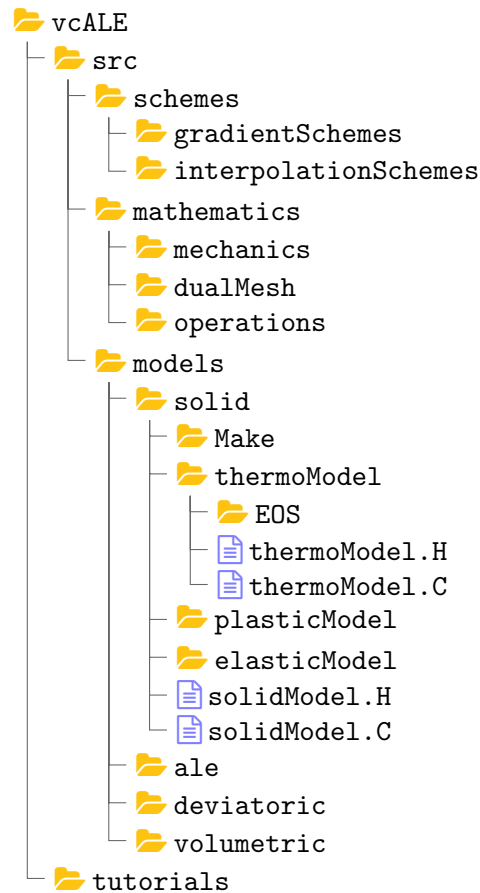 vcALE
src
schemes
gradientSchemes
interpolationSchemes
mathematics
mechanics
dualMesh
operations
models
solid
Make
thermoModel
EOS
thermoModel.H
thermoModel.C
plasticModel
elasticModel
solidModel.H
solidModel.C
ale
deviatoric
volumetric
tutorials